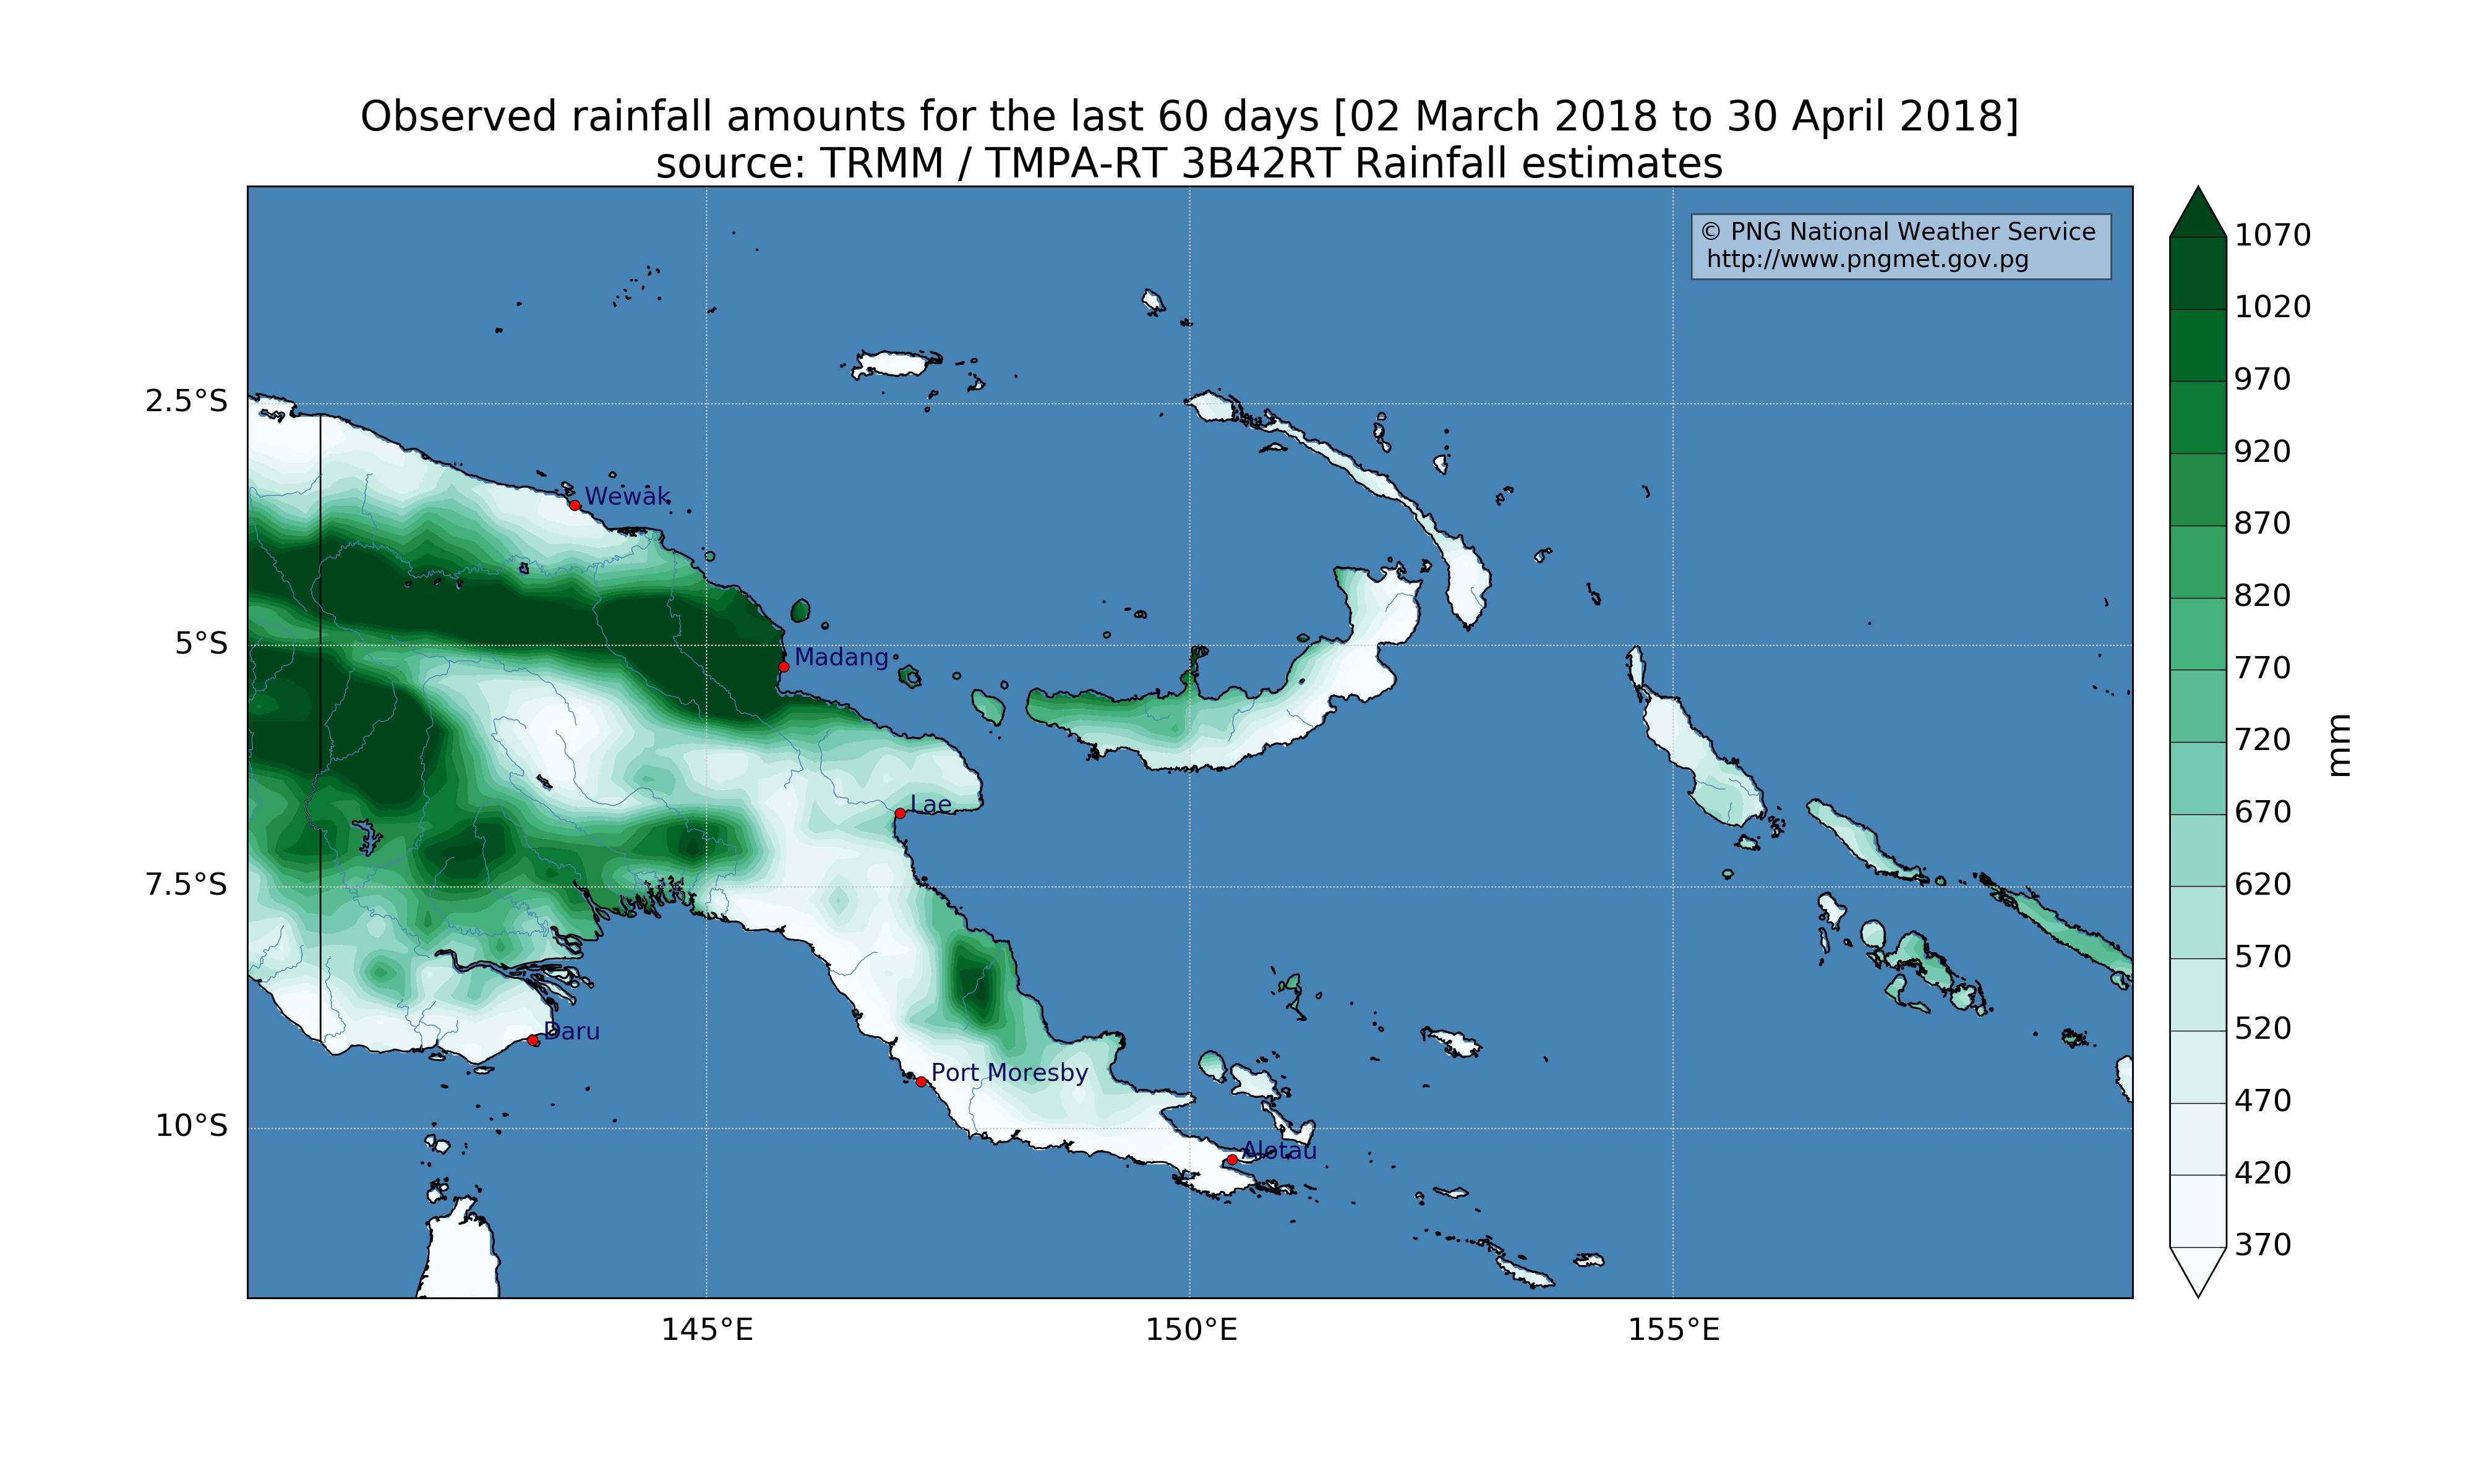 Observed rainfall amounts for the last 60 days [02 March 2018 to 30 April 2018]
source: TRMM / TMPA-RT 3B42RT Rainfall estimates
© PNG National Weather Service
http://www.pngmet.gov.pg
1070
1020
970
920
870
820
770
720
670
620
570
520
470
420
370
mm
2.5°S
5°S
7.5°S
10°S
Wewak
Madang
Lae
Daru
Port Moresby
Alotau
145°E
150°E
155°E